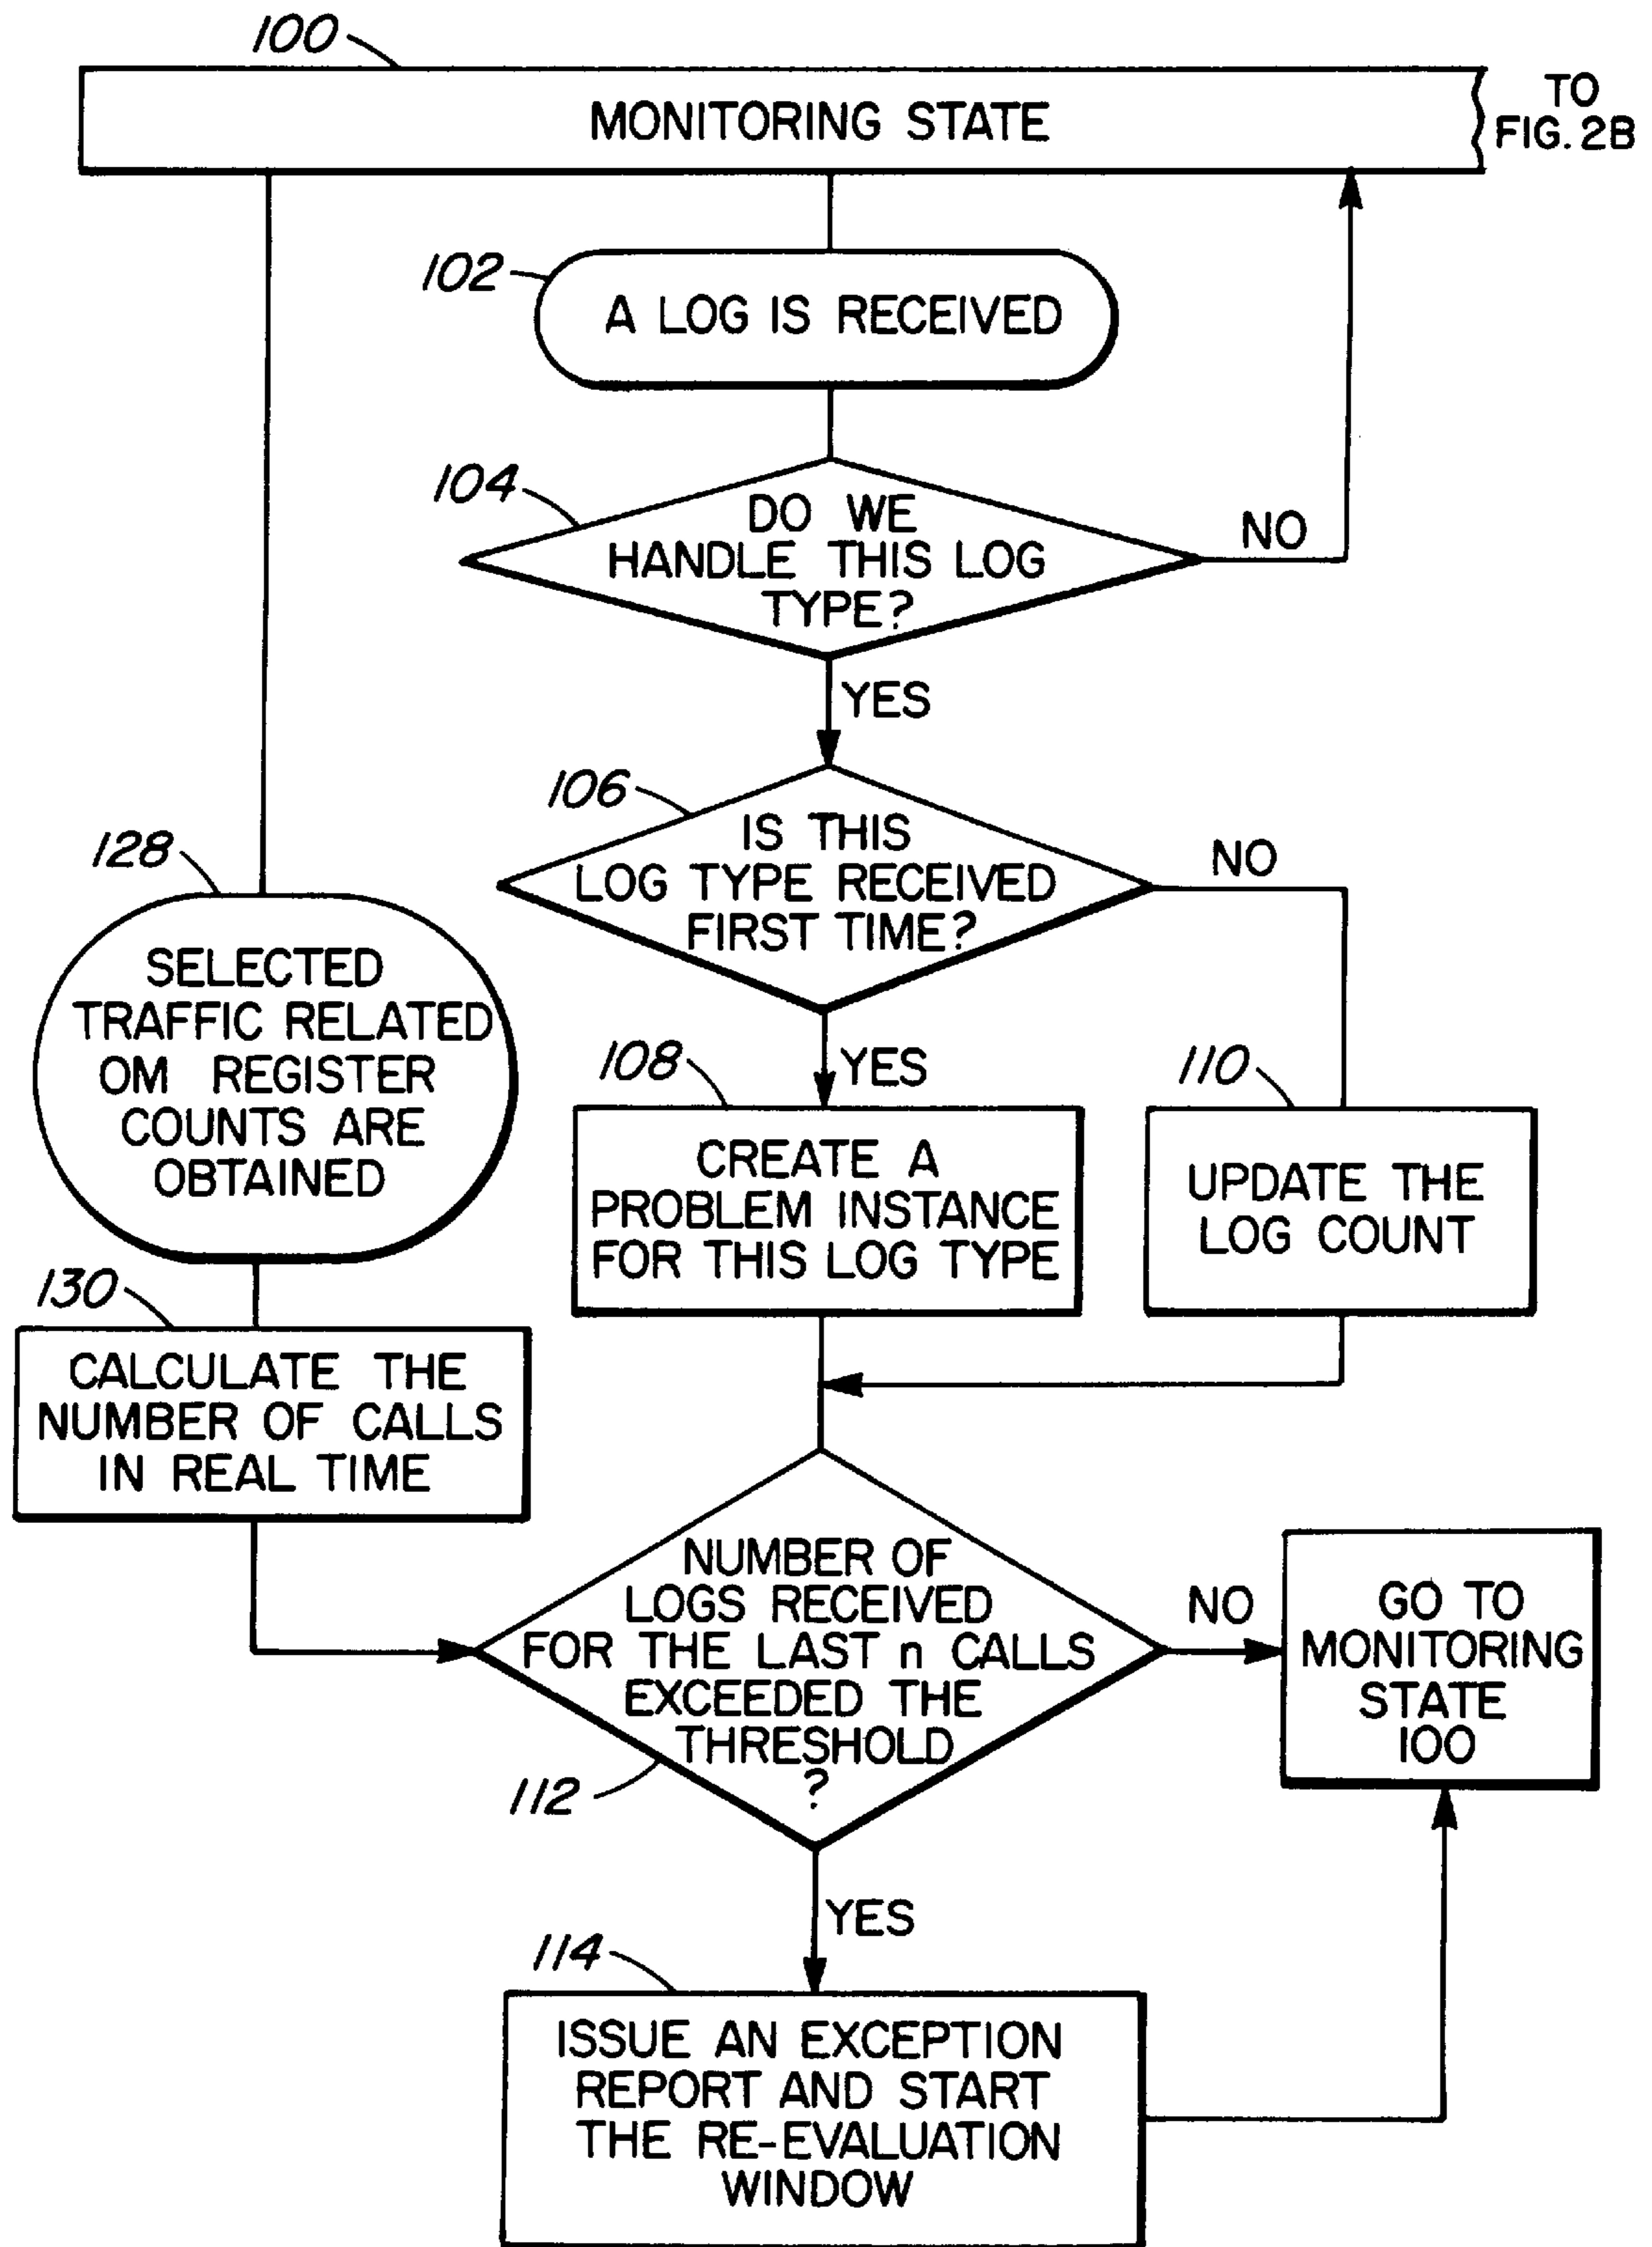 100
MONITORING STATE
TO
FIG. 2B
102
A LOG IS RECEIVED
104
DO WE
HANDLE THIS LOG
TYPE?
NO
YES
106
IS THIS
LOG TYPE RECEIVED
FIRST TIME?
NO
YES
128
SELECTED
TRAFFIC RELATED
OM REGISTER
COUNTS ARE
OBTAINED
108
CREATE A
PROBLEM INSTANCE
FOR THIS LOG TYPE
110
UPDATE THE
LOG COUNT
130
CALCULATE THE
NUMBER OF CALLS
IN REAL TIME
NUMBER OF
LOGS RECEIVED
FOR THE LAST n CALLS
EXCEEDED THE
THRESHOLD
?
112
NO
GO TO
MONITORING
STATE
100
YES
114
ISSUE AN EXCEPTION
REPORT AND START
THE RE-EVALUATION
WINDOW